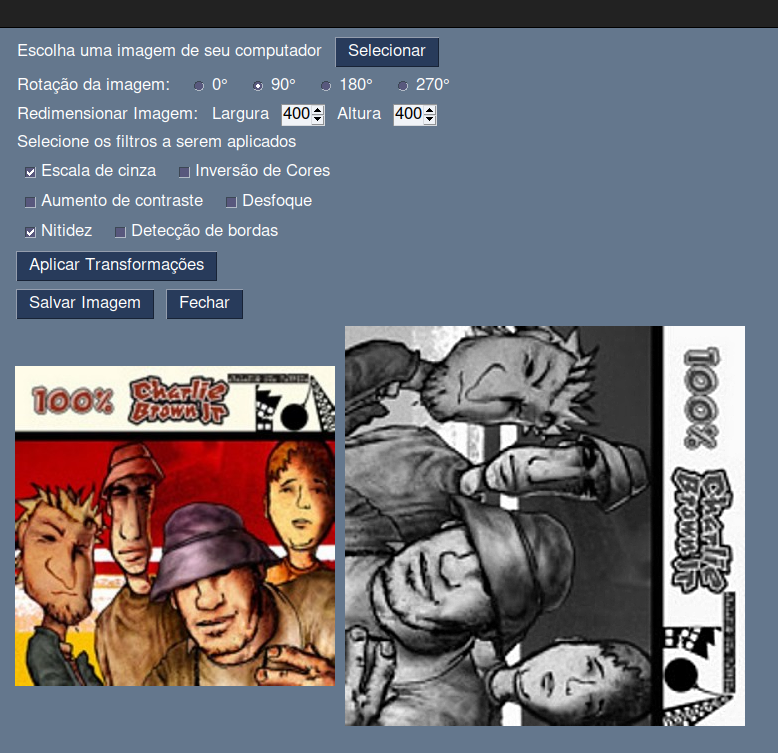 Escolha uma imagem de seu computador Selecionar
Rotação da imagem: 0° 90° 180° 270°
Redimensionar Imagem: Largura 400 Altura 400
Selecione os filtros a serem aplicados
Escala de cinza Inversão de Cores
Aumento de contraste Desfoque
Nitidez Detecção de bordas
Aplicar Transformações
Salvar Imagem Fechar
100% Charlie
Brown Jr
100% Charlie
Brown Jr